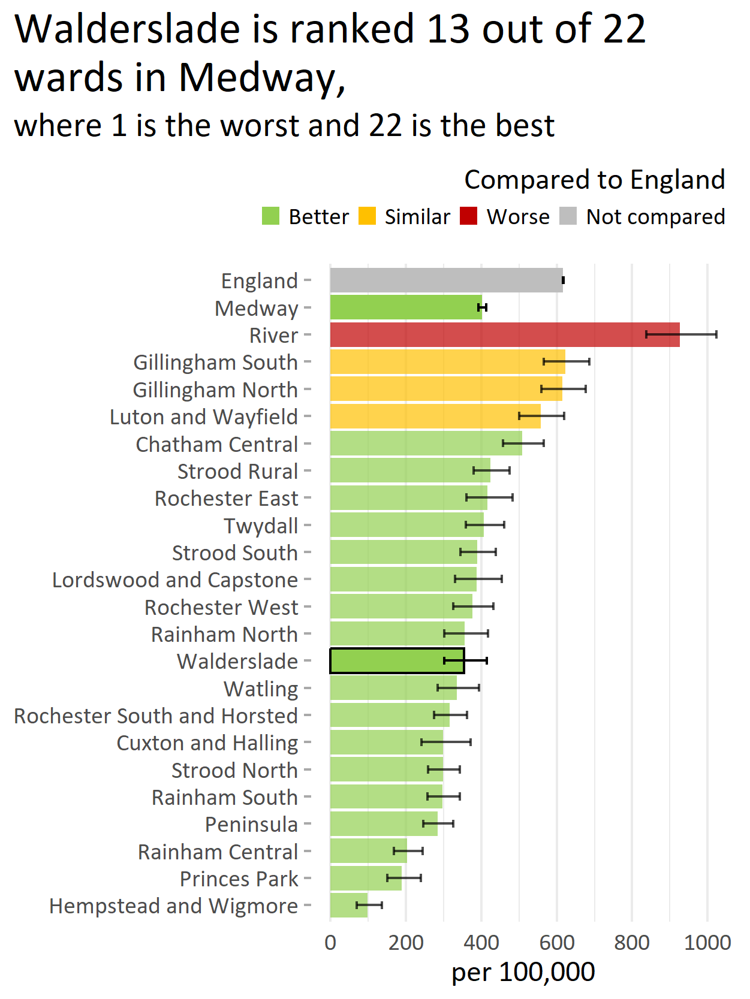 Walderslade is ranked 13 out of 22
wards in Medway,
where 1 is the worst and 22 is the best
Compared to England
Better Similar Worse Not compared
England
Medway
River
Gillingham South
Gillingham North
Luton and Wayfield
Chatham Central
Strood Rural
Rochester East
Twydall
Strood South
Lordswood and Capstone
Rochester West
Rainham North
Walderslade
Watling
Rochester South and Horsted
Cuxton and Halling
Strood North
Rainham South
Peninsula
Rainham Central
Princes Park
Hempstead and Wigmore
0 200 400 600 800 1000
per 100,000